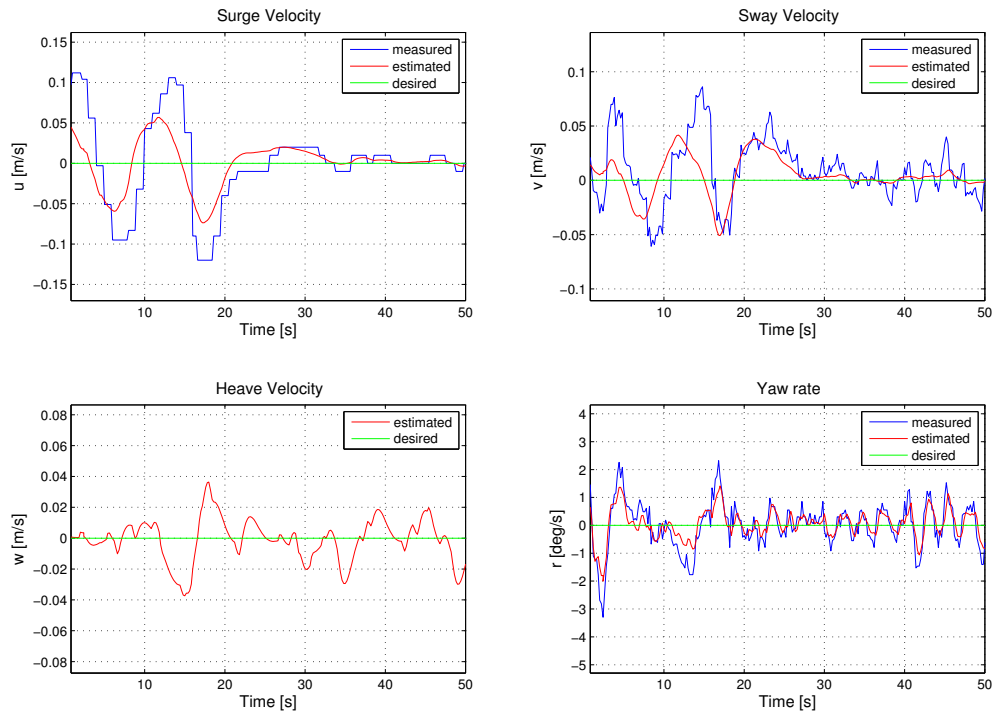 Surge Velocity
0.15
0.1
0.05
0
−0.05
−0.1
−0.15
u [m/s]
measured
estimated
desired
10
20
30
40
50
Time [s]
Sway Velocity
0.1
0.05
0
−0.05
−0.1
v [m/s]
measured
estimated
desired
10
20
30
40
50
Time [s]
Heave Velocity
0.08
0.06
0.04
0.02
0
−0.02
−0.04
−0.06
−0.08
w [m/s]
estimated
desired
10
20
30
40
50
Time [s]
Yaw rate
4
3
2
1
0
−1
−2
−3
−4
−5
r [deg/s]
measured
estimated
desired
10
20
30
40
50
Time [s]